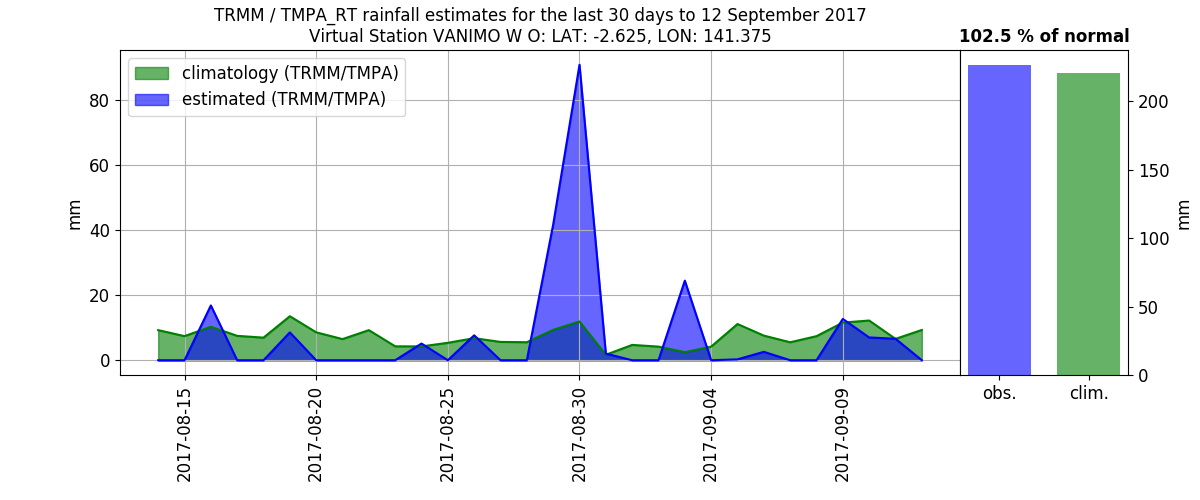 TRMM / TMPA_RT rainfall estimates for the last 30 days to 12 September 2017
Virtual Station VANIMO W O: LAT: -2.625, LON: 141.375
102.5 % of normal
climatology (TRMM/TMPA)
estimated (TRMM/TMPA)
mm
80
60
40
20
0
2017-08-15
2017-08-20
2017-08-25
2017-08-30
2017-09-04
2017-09-09
200
150
100
50
0
mm
obs.
clim.